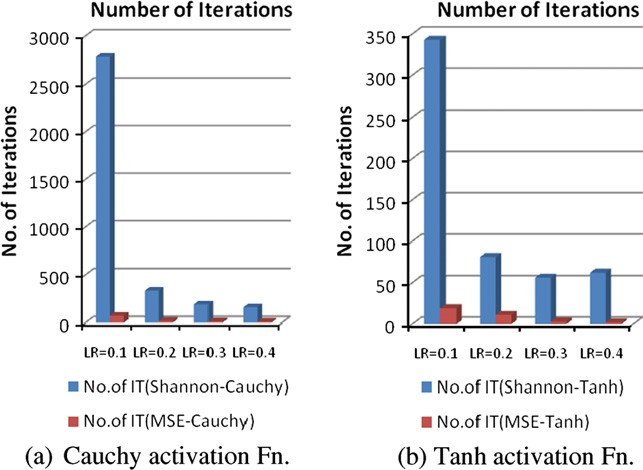 Number of Iterations
No. of Iterations
3000
2500
2000
1500
1000
500
0
LR=0.1 LR=0.2 LR=0.3 LR=0.4
No.of IT(Shannon-Cauchy)
No.of IT(MSE-Cauchy)
(a) Cauchy activation Fn.
Number of Iterations
No. of Iterations
350
300
250
200
150
100
50
0
LR=0.1 LR=0.2 LR=0.3 LR=0.4
No.of IT(Shannon-Tanh)
No.of IT(MSE-Tanh)
(b) Tanh activation Fn.